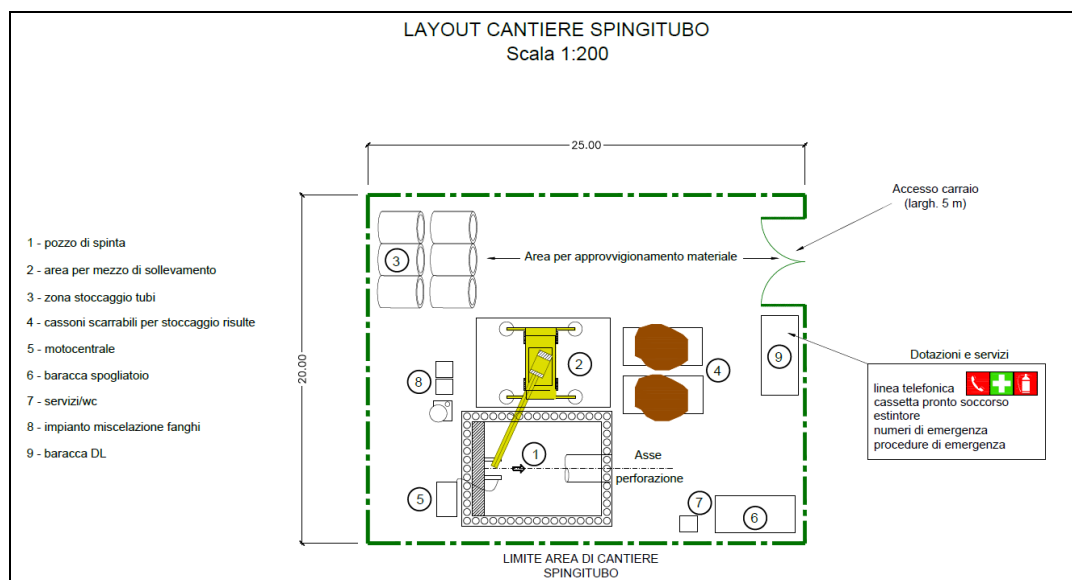 LAYOUT CANTIERE SPINGITUBO
Scala 1:200
25.00
20.00
Accesso carraio
(largh. 5 m)
1 - pozzo di spinta
2 - area per mezzo di sollevamento
3 - zona stoccaggio tubi
4 - cassoni scarrabili per stoccaggio risulte
5 - motocentrale
6 - baracca spogliatoio
7 - servizi/wc
8 - impianto miscelazione fanghi
9 - baracca DL
3
Area per approvvigionamento materiale
2
4
9
8
Dotazioni e servizi
linea telefonica
cassetta pronto soccorso
estintore
numeri di emergenza
procedure di emergenza
1
Asse
perforazione
5
7
6
LIMITE AREA DI CANTIERE
SPINGITUBO